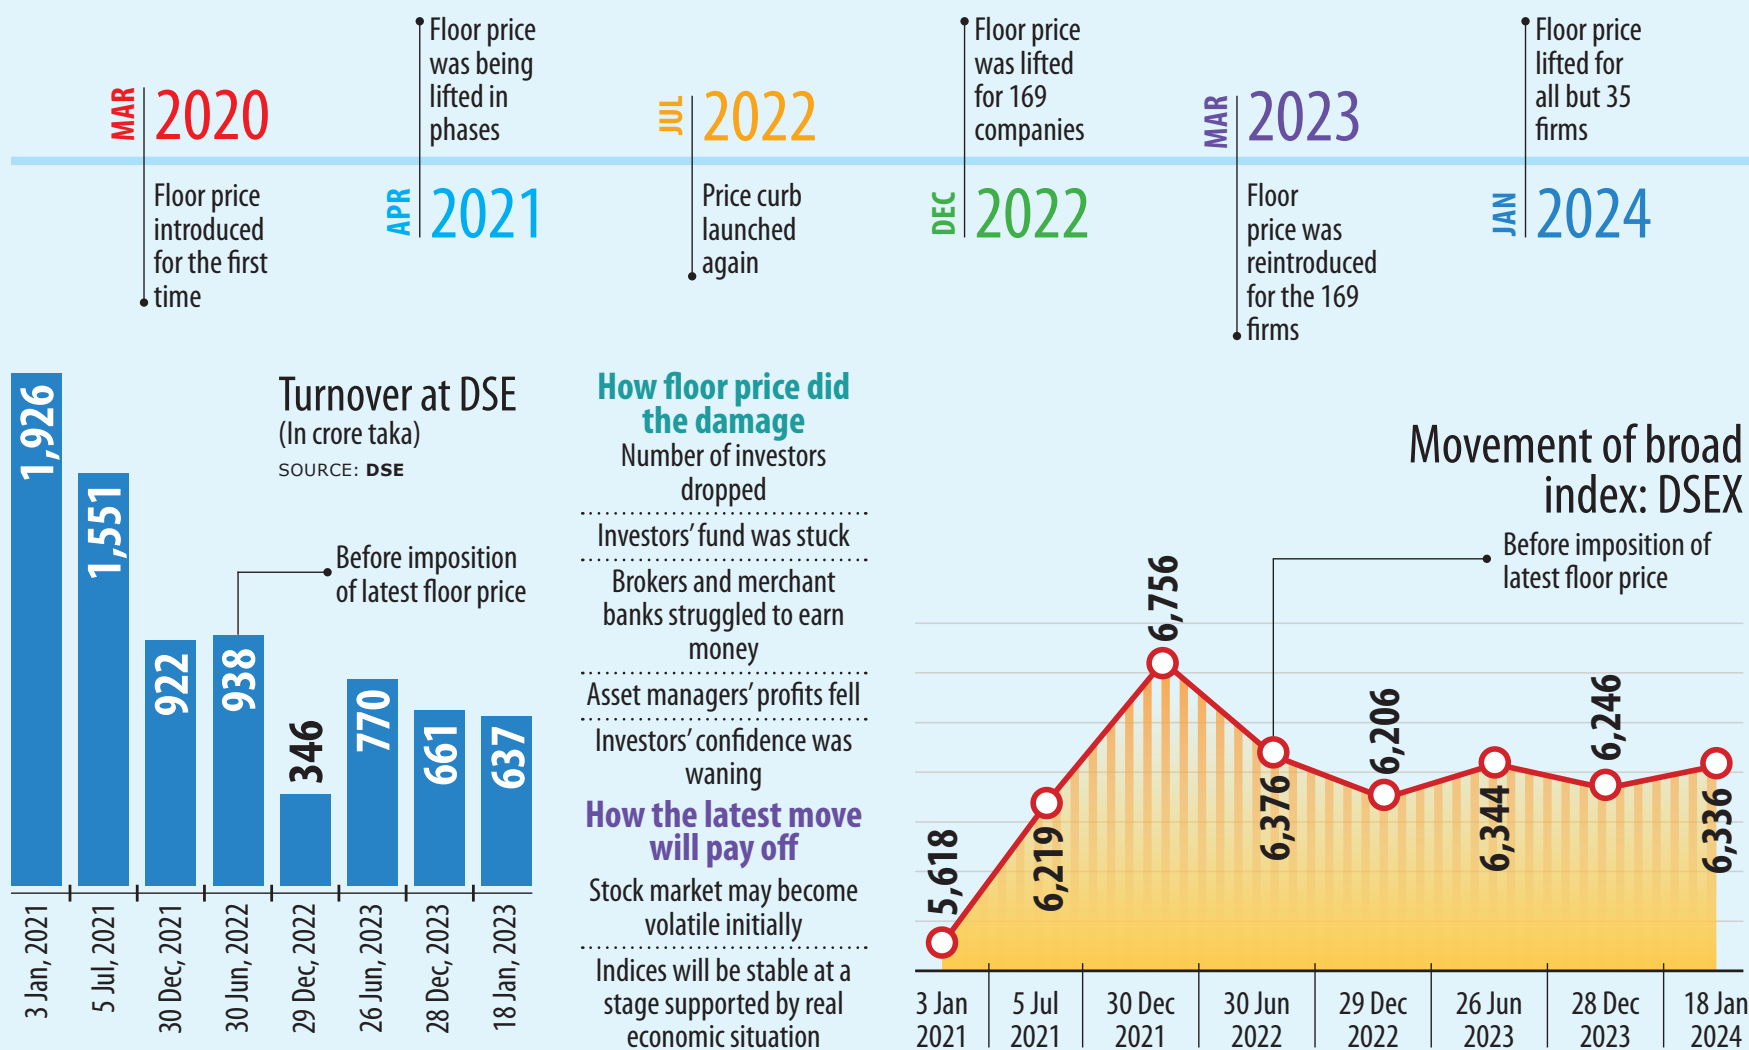 MAR 2020
Floor price
introduced
for the first
time
Floor price
was being
lifted in
phases
APR 2021
JUL 2022
Price curb
launched
again
Floor price
was lifted
for 169
companies
DEC 2022
MAR 2023
Floor
price was
reintroduced
for the 169
firms
Floor price
lifted for
all but 35
firms
JAN 2024
Turnover at DSE
(In crore taka)
SOURCE: DSE
Before imposition
of latest floor price
1,926
1,551
922
938
346
770
661
637
3 Jan, 2021
5 Jul, 2021
30 Dec, 2021
30 Jun, 2022
29 Dec, 2022
26 Jun, 2023
28 Dec, 2023
18 Jan, 2023
How floor price did
the damage
Number of investors
dropped
Investors' fund was stuck
Brokers and merchant
banks struggled to earn
money
Asset managers' profits fell
Investors' confidence was
waning
How the latest move
will pay off
Stock market may become
volatile initially
Indices will be stable at a
stage supported by real
economic situation
Movement of broad
index: DSEX
Before imposition of
latest floor price
5,618
6,219
6,756
6,376
6,206
6,344
6,246
6,336
3 Jan
2021
5 Jul
2021
30 Dec
2021
30 Jun
2022
29 Dec
2022
26 Jun
2023
28 Dec
2023
18 Jan
2024